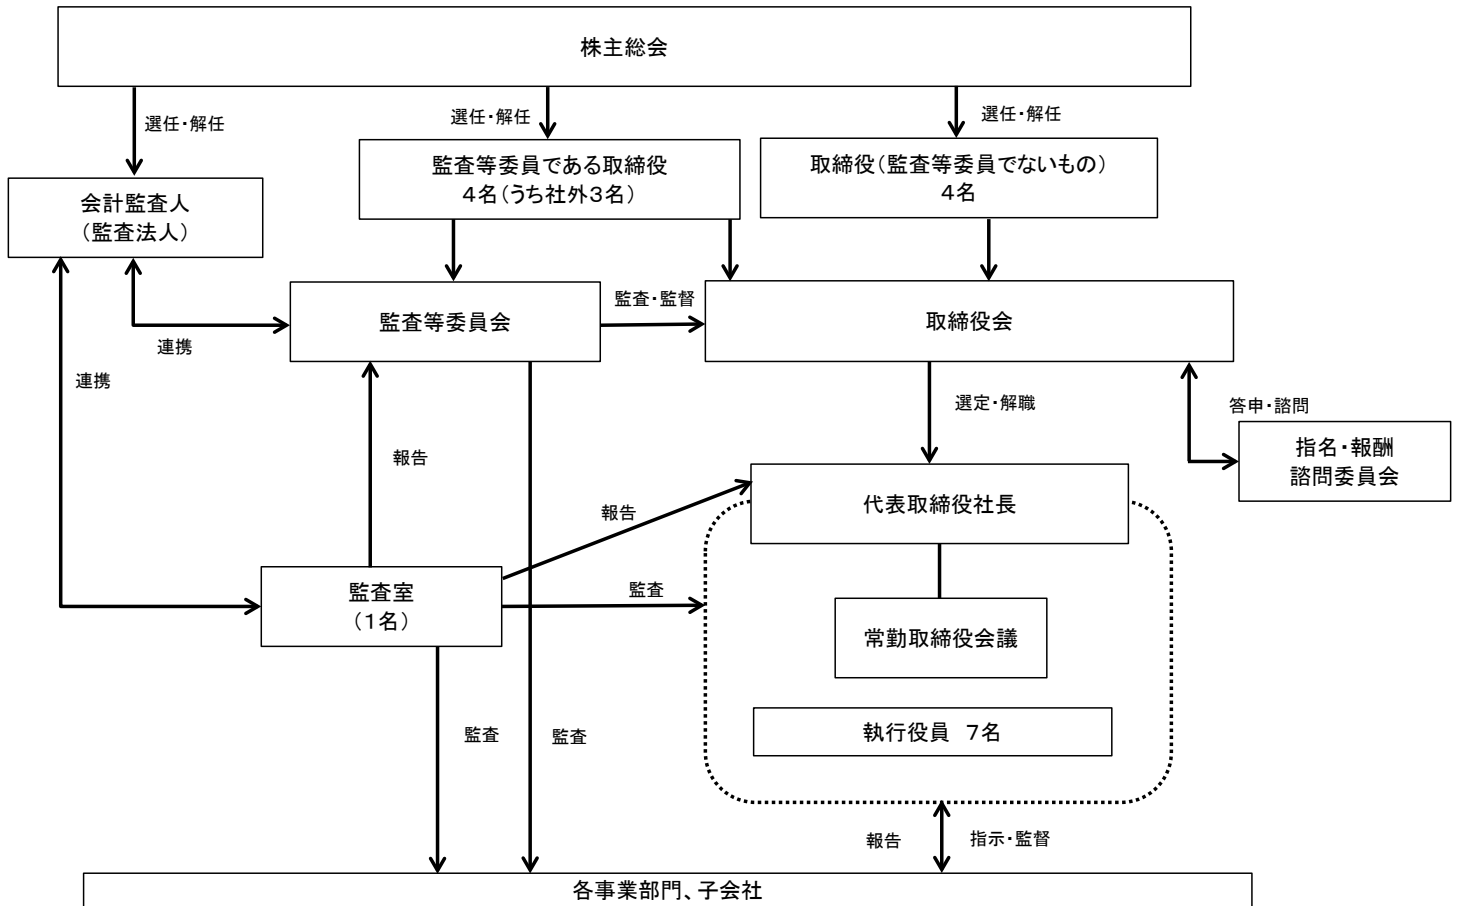 株主総会
選任・解任
選任・解任
選任・解任
監査等委員である取締役
4名(うち社外3名)
取締役(監査等委員でないもの)
4名
会計監査人
(監査法人)
監査等委員会
監査・監督
取締役会
連携
連携
選定・解職
答申・諮問
指名・報酬
諮問委員会
報告
報告
代表取締役社長
監査室
(1名)
監査
常勤取締役会議
執行役員 7名
監査
監査
報告
指示・監督
各事業部門、子会社